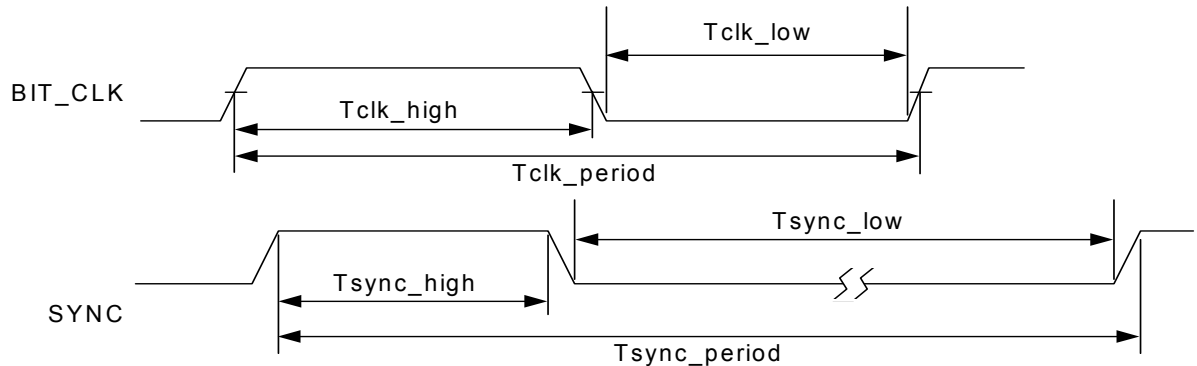 Tclk_low
BIT_CLK
Tclk_high
Tclk_period
Tsync_low
Tsync_high
SYNC
Tsync_period